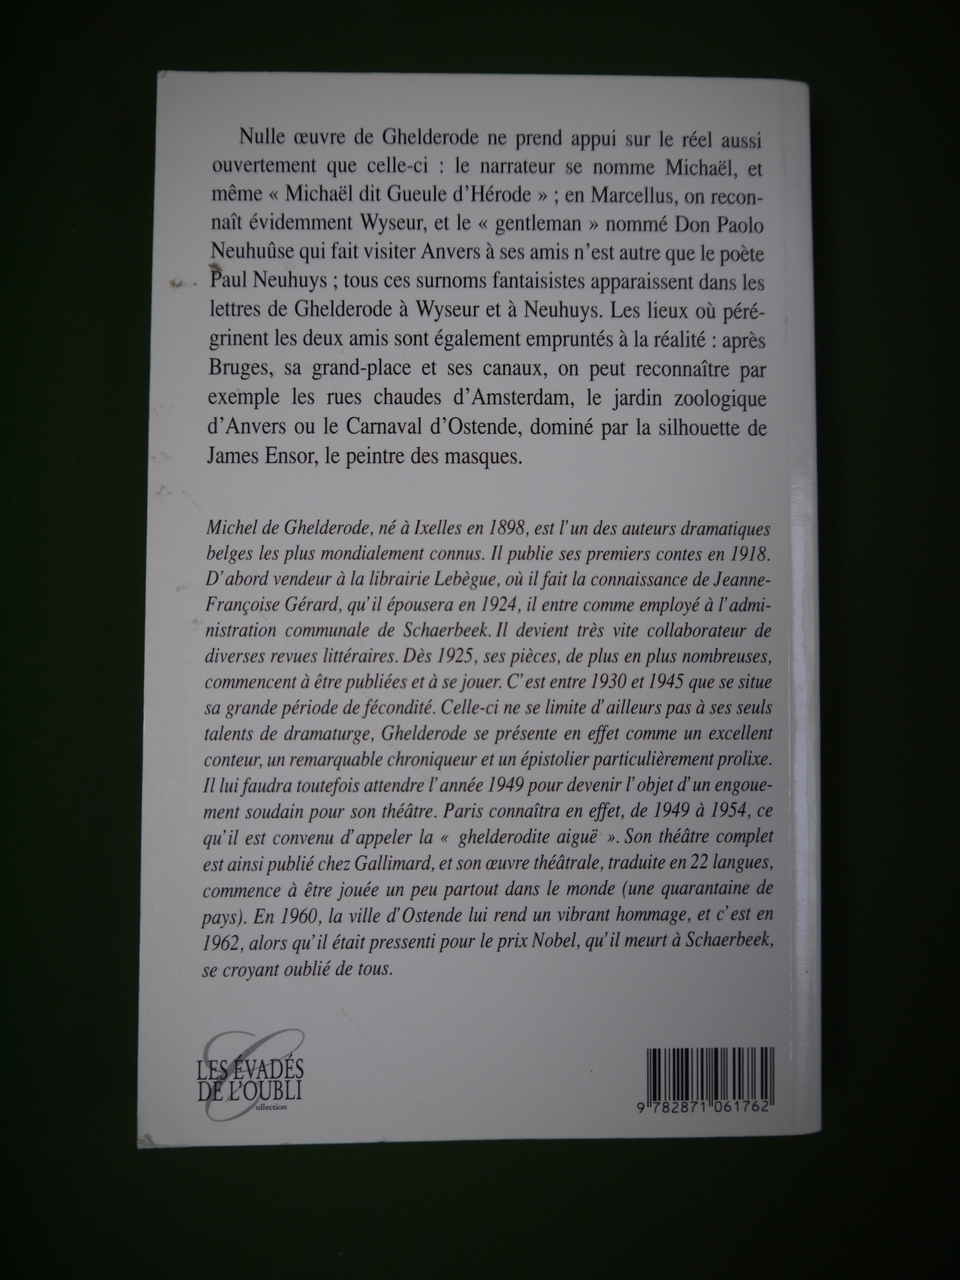 Nulle œuvre de Ghelderode ne prend appui sur le réel aussi
ouvertement que celle-ci : le narrateur se nomme Michaël, et
même « Michaël dit Gueule d'Hérode » ; en Marcellus, on recon-
naît évidemment Wyseur, et le « gentleman » nommé Don Paolo
Neuhuûse qui fait visiter Anvers à ses amis n'est autre que le poète
Paul Neuhuys ; tous ces surnoms fantaisistes apparaissent dans les
lettres de Ghelderode à Wyseur et à Neuhuys. Les lieux où péré-
grinent les deux amis sont également empruntés à la réalité : après
Bruges, sa grand-place et ses canaux, on peut reconnaître par
exemple les rues chaudes d'Amsterdam, le jardin zoologique
d'Anvers ou le Carnaval d'Ostende, dominé par la silhouette de
James Ensor, le peintre des masques.
Michel de Ghelderode, né à Ixelles en 1898, est l'un des auteurs dramatiques
belges les plus mondialement connus. Il publie ses premiers contes en 1918.
D'abord vendeur à la librairie Lebègue, où il fait la connaissance de Jeanne-
Françoise Gérard, qu'il épousera en 1924, il entre comme employé à l'admi-
nistration communale de Schaerbeek. Il devient très vite collaborateur de
diverses revues littéraires. Dès 1925, ses pièces, de plus en plus nombreuses,
commencent à être publiées et à se jouer. C'est entre 1930 et 1945 que se situe
sa grande période de fécondité. Celle-ci ne se limite d'ailleurs pas à ses seuls
talents de dramaturge, Ghelderode se présente en effet comme un excellent
conteur, un remarquable chroniqueur et un épistolier particulièrement prolixe.
Il lui faudra toutefois attendre l'année 1949 pour devenir l'objet d'un engoue-
ment soudain pour son théâtre. Paris connaîtra en effet, de 1949 à 1954, ce
qu'il est convenu d'appeler la « ghelderodite aiguë ». Son théâtre complet
est ainsi publié chez Gallimard, et son œuvre théâtrale, traduite en 22 langues,
commence à être jouée un peu partout dans le monde (une quarantaine de
pays). En 1960, la ville d'Ostende lui rend un vibrant hommage, et c'est en
1962, alors qu'il était pressenti pour le prix Nobel, qu'il meurt à Schaerbeek,
se croyant oublié de tous.
LES ÉVADÉS
DE L'OUBLI
Collection
9 782871 061762